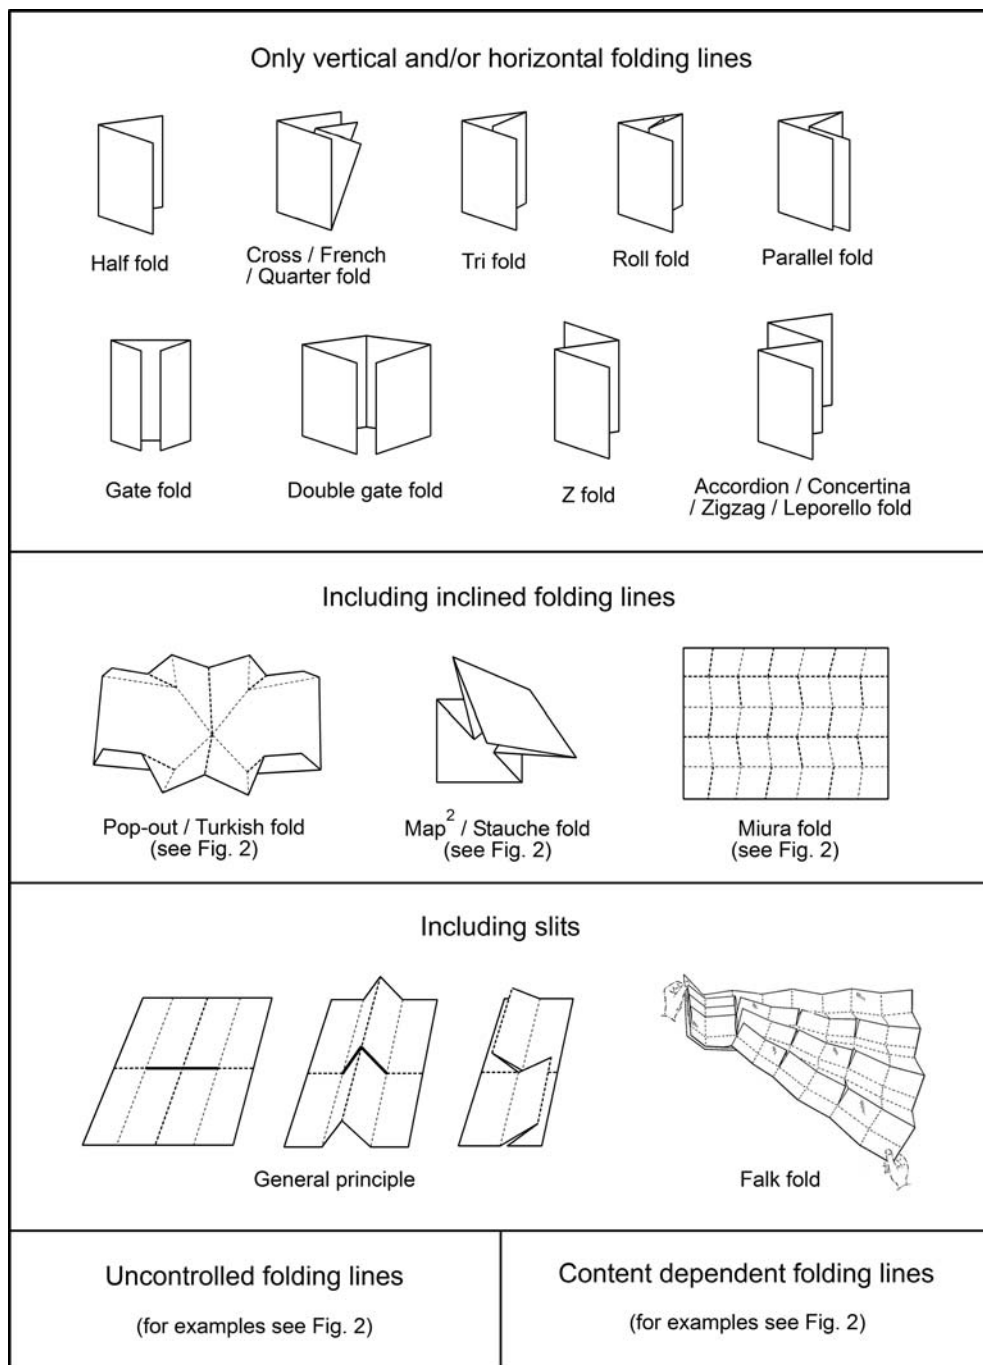 Only vertical and/or horizontal folding lines
Half fold
Cross / French
/ Quarter fold
Tri fold
Roll fold
Parallel fold
Gate fold
Double gate fold
Z fold
Accordion / Concertina
/ Zigzag / Leporello fold
Including inclined folding lines
Pop-out / Turkish fold
(see Fig. 2)
Map² / Stauche fold
(see Fig. 2)
Miura fold
(see Fig. 2)
Including slits
General principle
Falk fold
Uncontrolled folding lines
(for examples see Fig. 2)
Content dependent folding lines
(for examples see Fig. 2)